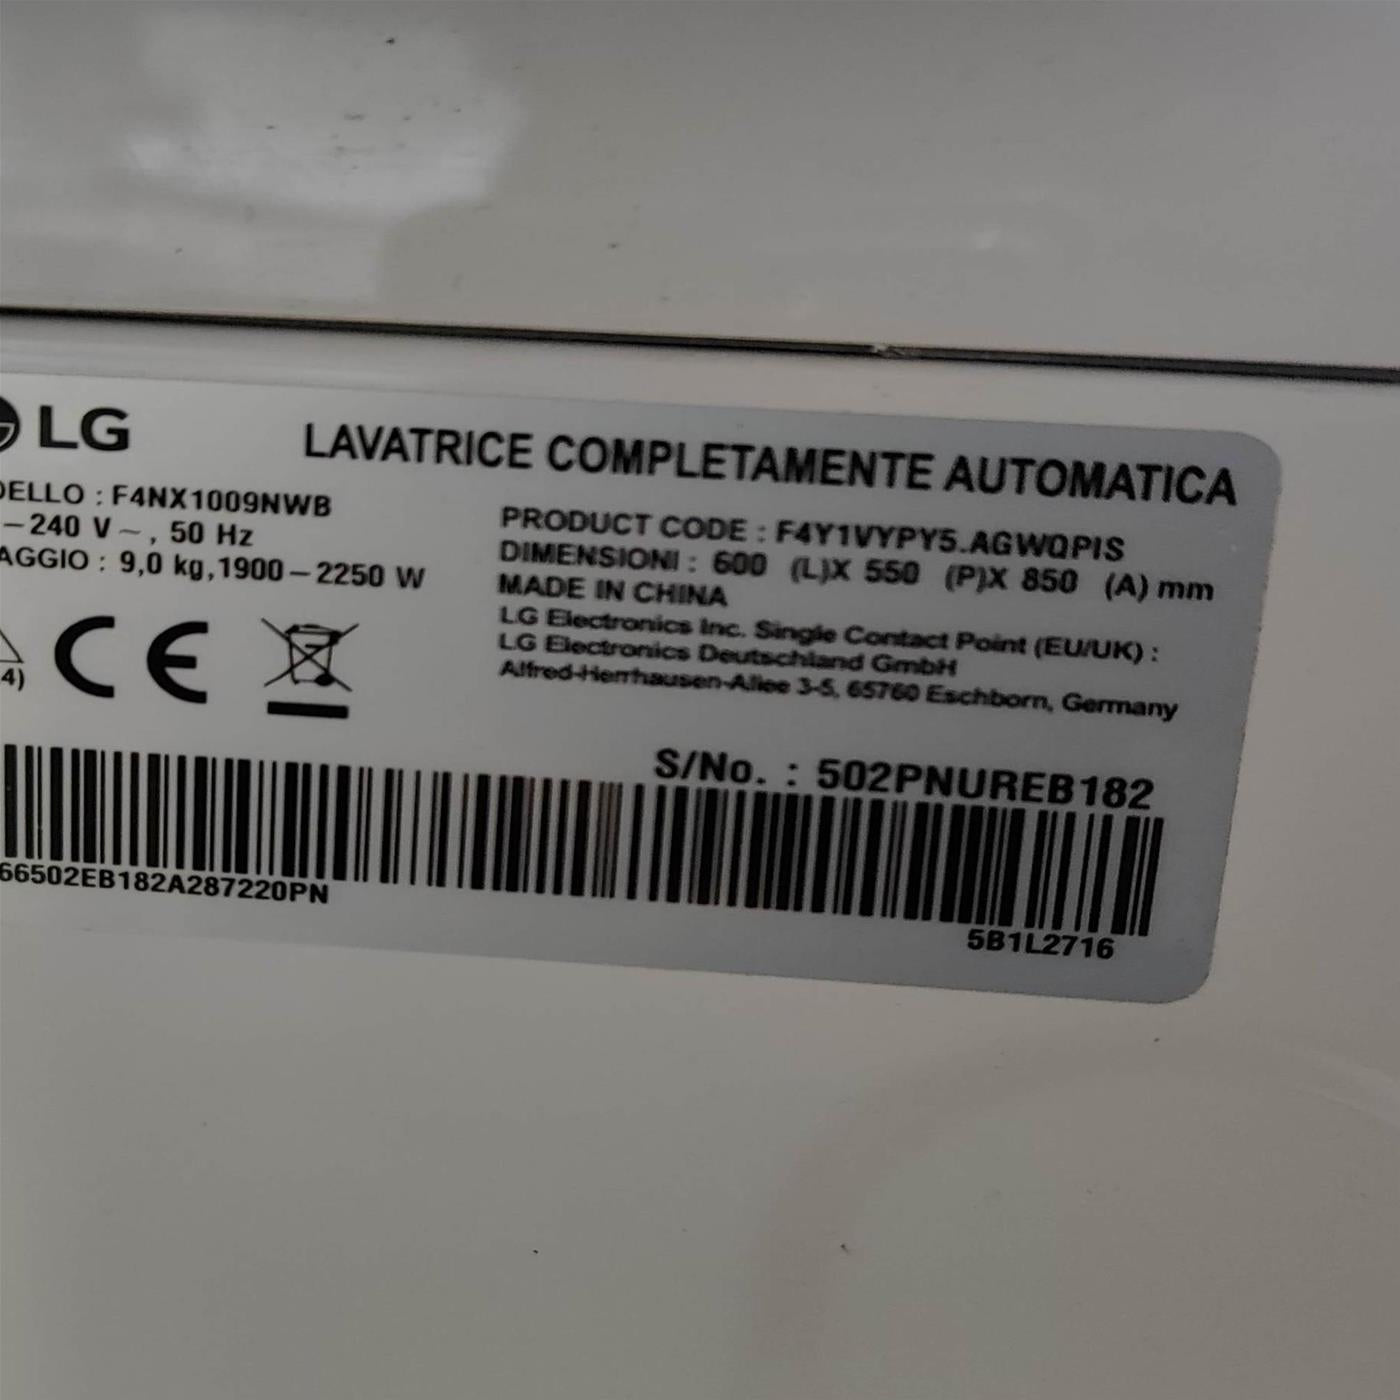 LG
LAVATRICE COMPLETAMENTE AUTOMATICA
DELLO : F4NX1009NWB
–240 V ~, 50 Hz
AGGIO : 9,0 kg,1900–2250 W
PRODUCT CODE : F4Y1VYPY5.AGWQPIS
DIMENSIONI : 600 (L)X 550 (P)X 850 (A) mm
MADE IN CHINA
LG Electronics Inc. Single Contact Point (EU/UK) :
LG Electronics Deutschland GmbH
Alfred-Herrhausen-Allee 3-5, 65760 Eschborn, Germany
4)
CE
S/No. : 502PNUREB182
66502EB182A287220PN
5B1L2716